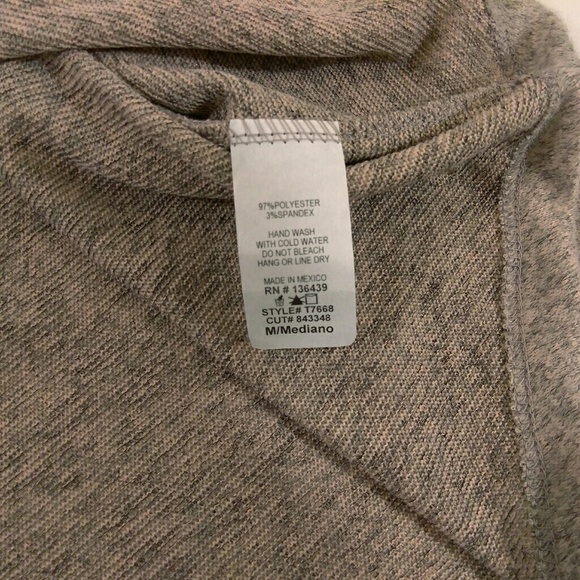 97%POLYESTER
3%SPANDEX
HAND WASH
WITH COLD WATER
DO NOT BLEACH
HANG OR LINE DRY
MADE IN MEXICO
RN # 136439
STYLE# T7668
CUT# 843348
M/Mediano